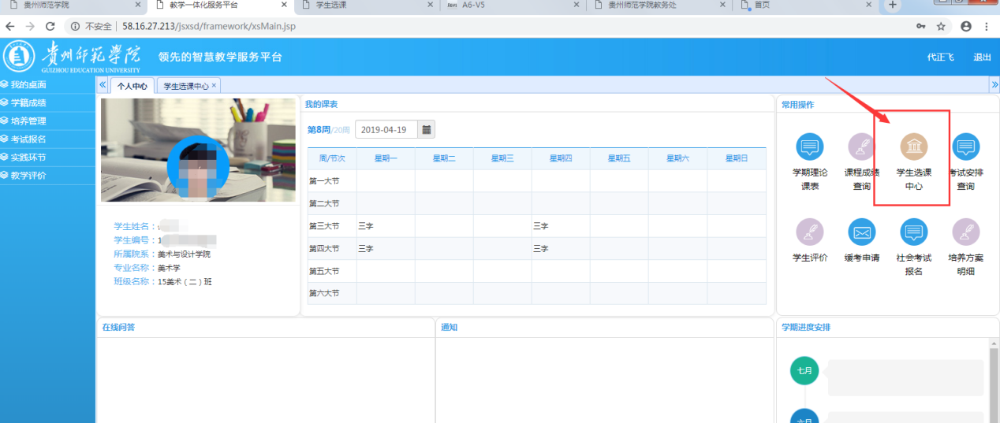 贵州师范学院
教学一体化服务平台
学生选课
A6-V5
贵州师范学院教务处
首页
不安全 58.16.27.213/jsxsd/framework/xsMain.jsp
貴州師範學院
GUIZHOU EDUCATION UNIVERSITY
领先的智慧教学服务平台
代正飞 退出
我的桌面
学籍成绩
培养管理
考试报名
实践环节
教学评价
个人中心 学生选课中心
学生姓名：
学生编号：1
所属院系：美术与设计学院
专业名称：美术学
班级名称：15美术（二）班
我的课表
第8周/20周 2019-04-19
周/节次 星期一 星期二 星期三 星期四 星期五 星期六 星期日
第一大节
第二大节
第三大节 三字 三字
第四大节 三字 三字
第五大节
第六大节
常用操作
学期理论
课表
课程成绩
查询
学生选课
中心
考试安排
查询
学生评价
缓考申请
社会考试
报名
培养方案
明细
在线问答
通知
学期进度安排
七月
六月